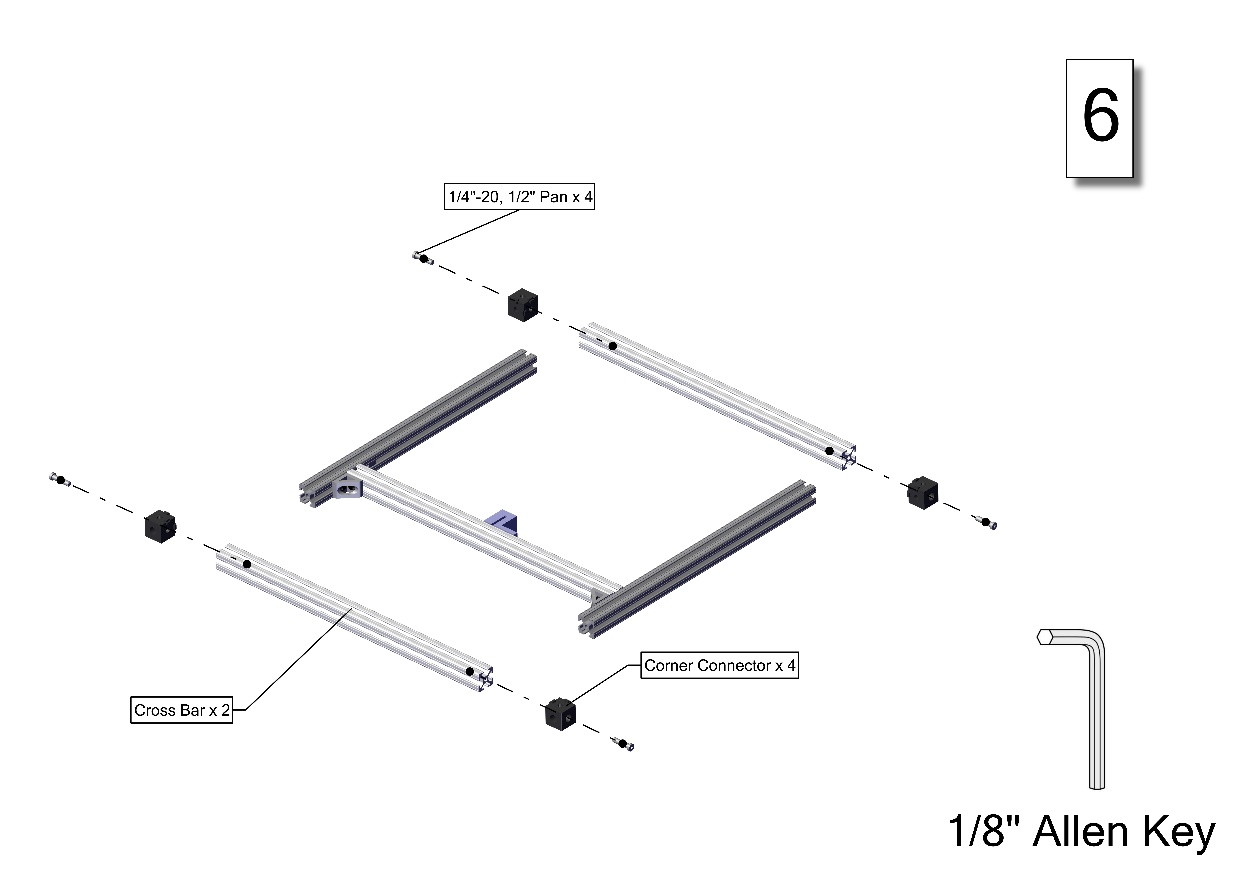 6
1/4"-20, 1/2" Pan x 4
Corner Connector x 4
Cross Bar x 2
1/8" Allen Key